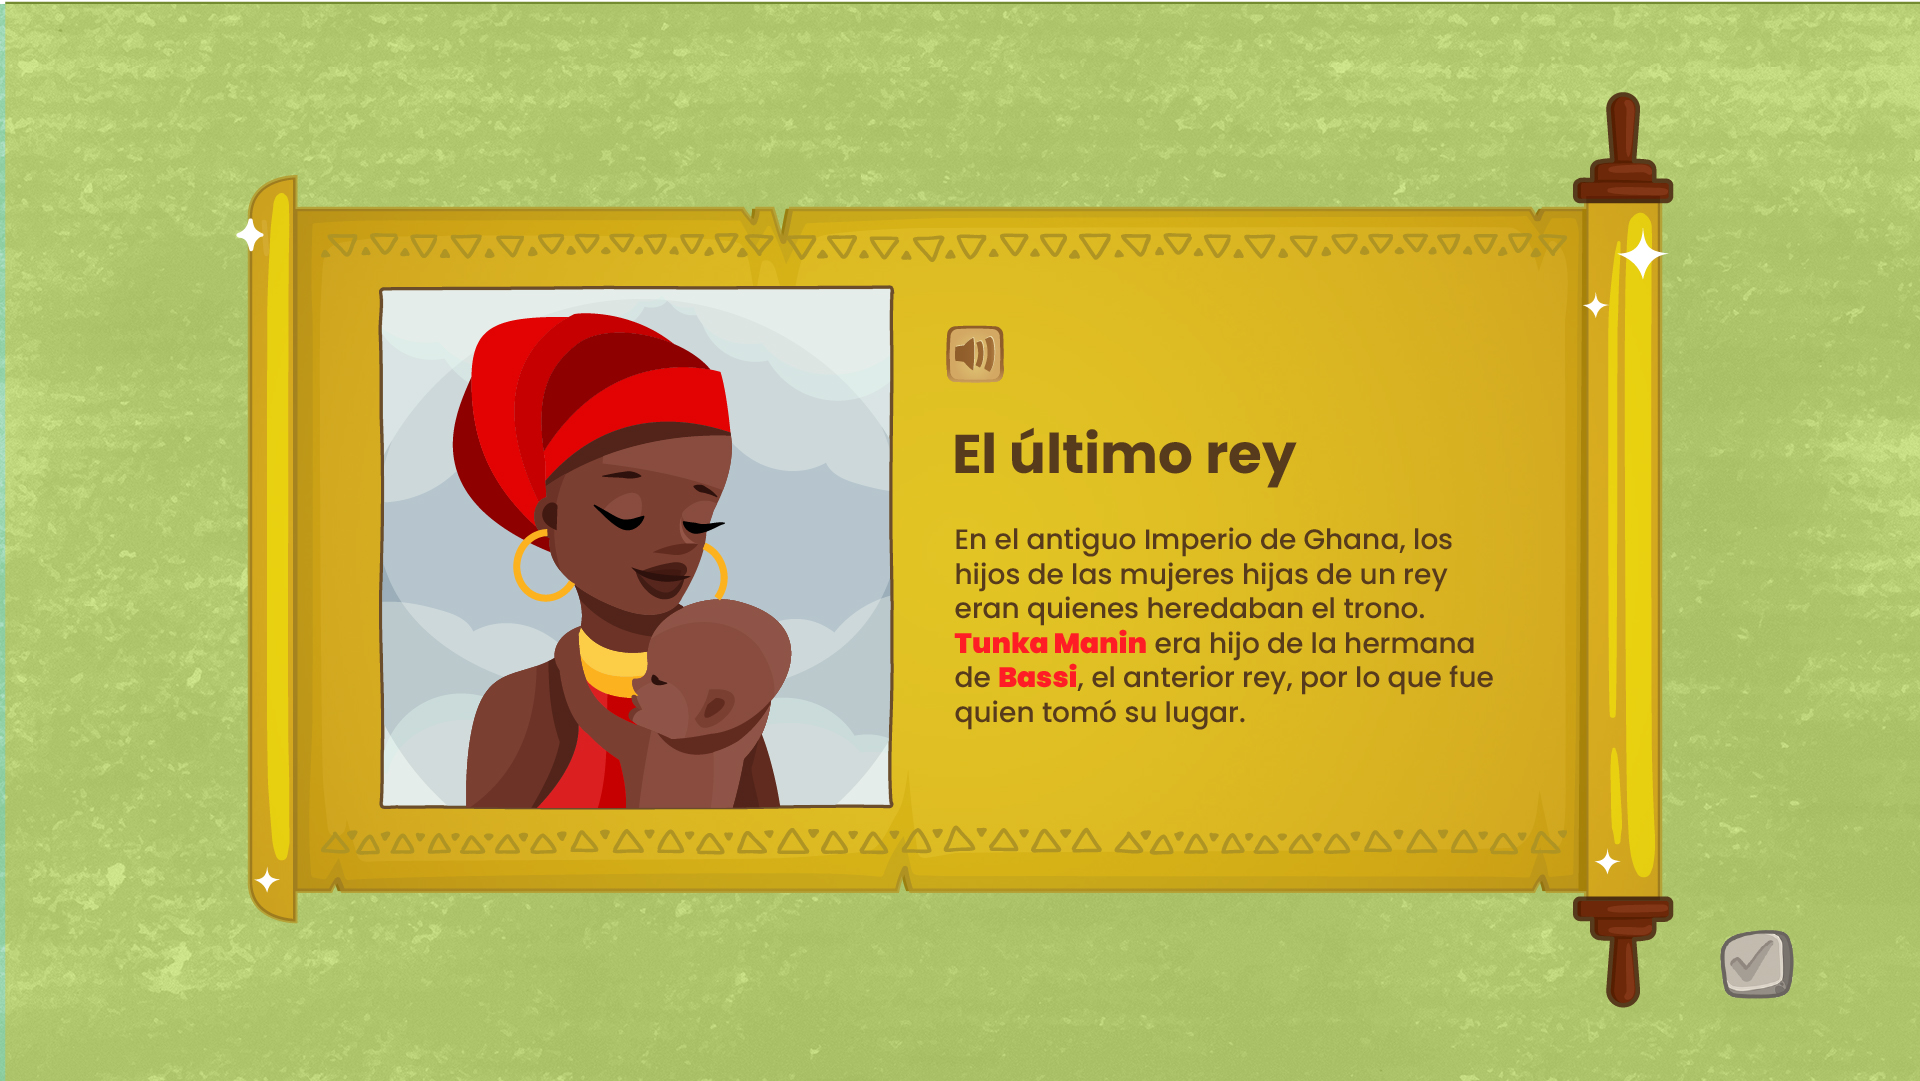 El último rey
En el antiguo Imperio de Ghana, los
hijos de las mujeres hijas de un rey
eran quienes heredaban el trono.
Tunka Manin era hijo de la hermana
de Bassi, el anterior rey, por lo que fue
quien tomó su lugar.